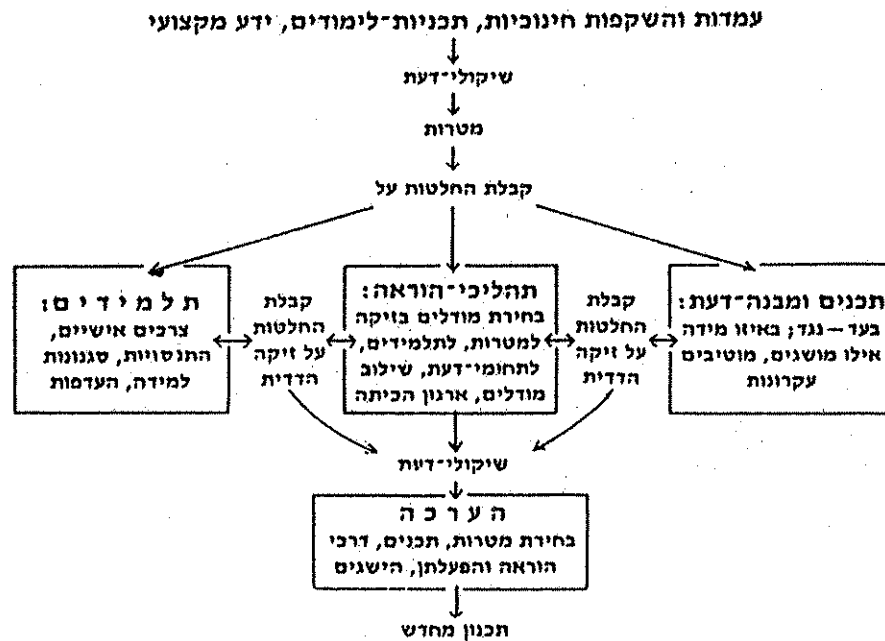 עמדות והשקפות חינוכיות, תכניות־לימודים, ידע מקצועי
שיקולי־דעת
מטרות
קבלת החלטות על
תכנים ומבנה־דעת:
בעד – נגד; באיזו מידה
אילו מושגים, מוטיבים
עקרונות
קבלת
החלטות
על זיקה
הדדית
תהליכי־הוראה:
בחירת מודלים בזיקה
למטרות, לתלמידים,
לתחומי־דעת, שילוב
מודלים, ארגון הכיתה
קבלת
החלטות
על זיקה
הדדית
תלמידים:
צרכים אישיים,
התנסויות, סגנונות
למידה, העדפות
שיקולי־דעת
הערכה
בחירת מטרות, תכנים, דרכי
הוראה והפעלתן, הישגים
תכנון מחדש